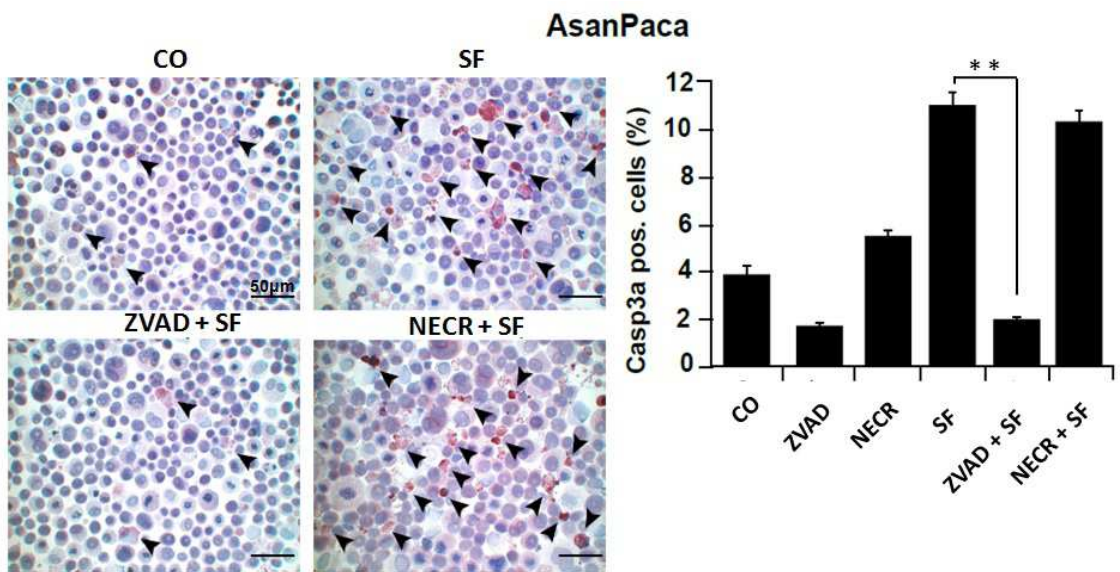 AsanPaca
CO
SF
50µm
ZVAD + SF
NECR + SF
Casp3a pos. cells (%)
12
10
8
6
4
2
0
**
CO
ZVAD
NECR
SF
ZVAD + SF
NECR + SF